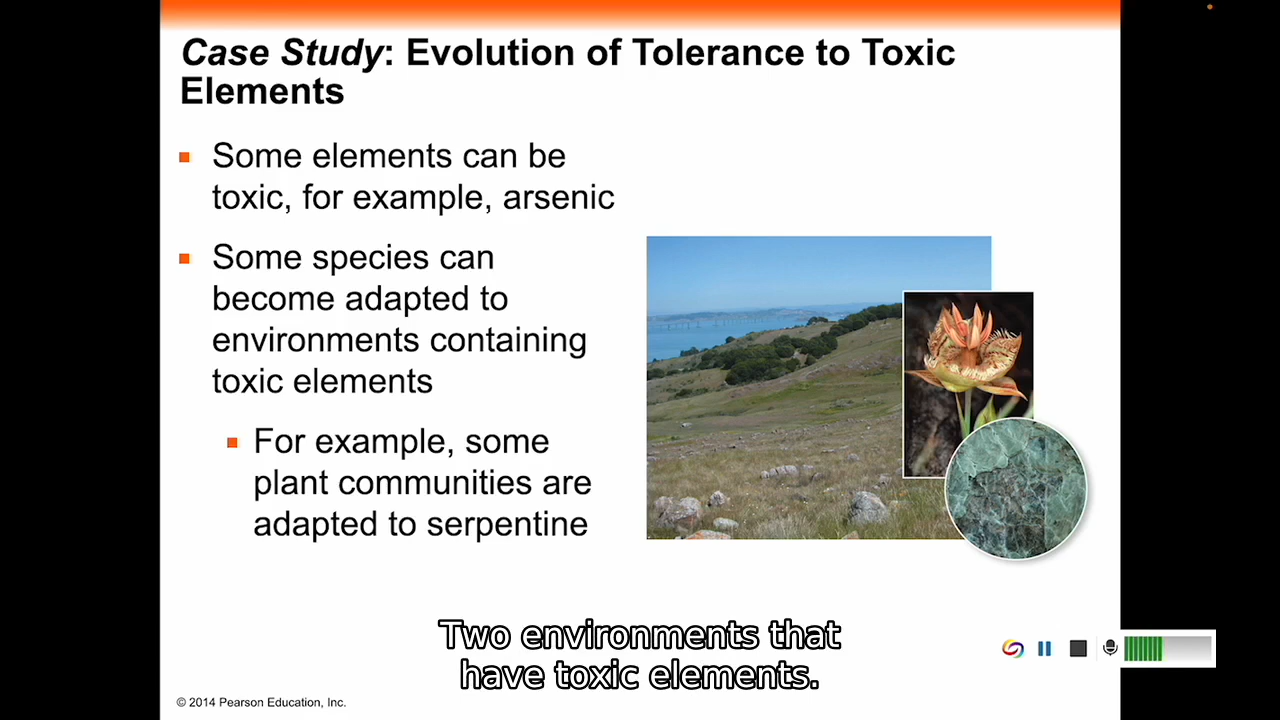 Case Study: Evolution of Tolerance to Toxic
Elements
Some elements can be
toxic, for example, arsenic
Some species can
become adapted to
environments containing
toxic elements
For example, some
plant communities are
adapted to serpentine
Two environments that
have toxic elements.
© 2014 Pearson Education, Inc.